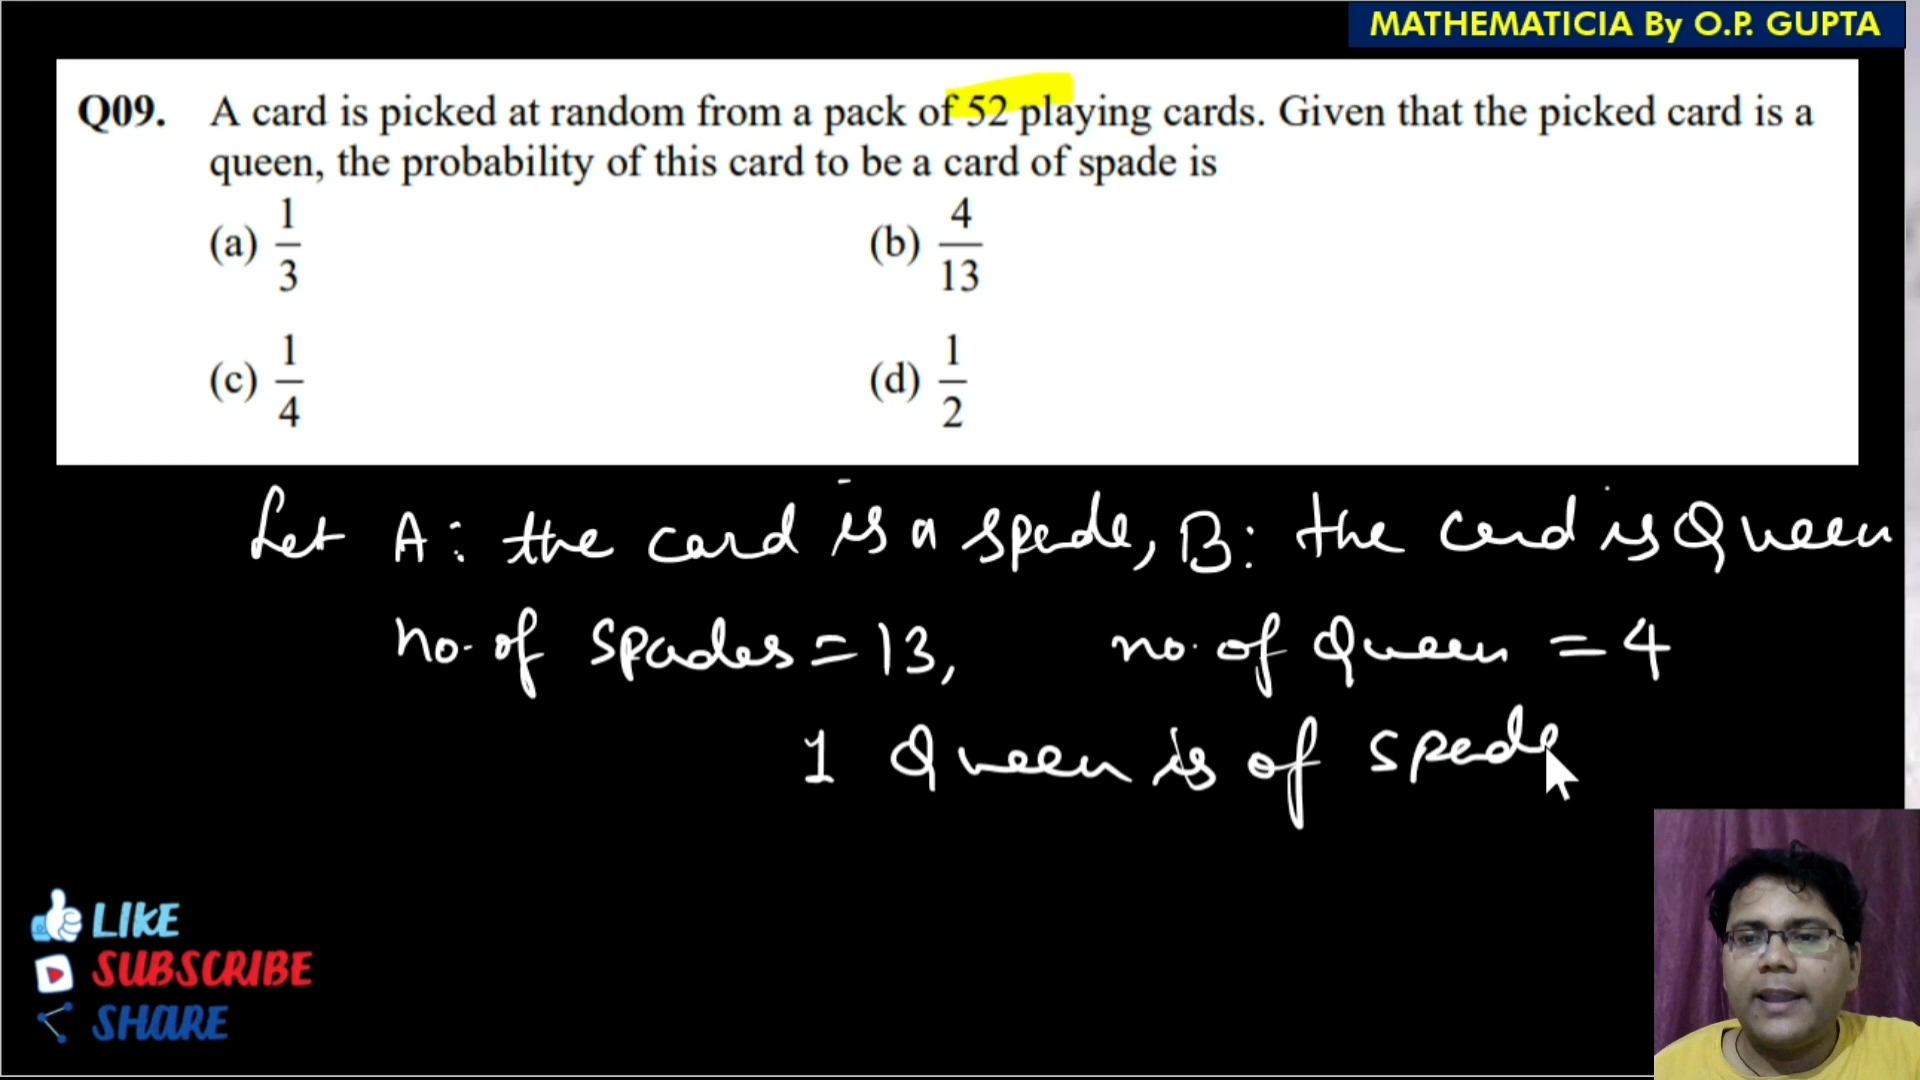 MATHEMATICIA By O.P. GUPTA
Q09. A card is picked at random from a pack of 52 playing cards. Given that the picked card is a
queen, the probability of this card to be a card of spade is
(a) 1/3 (b) 4/13
(c) 1/4 (d) 1/2
Let A : the card is a spade, B : the card is Queen
no. of spades = 13, no. of Queen = 4
1 Queen is of spade
LIKE
SUBSCRIBE
SHARE